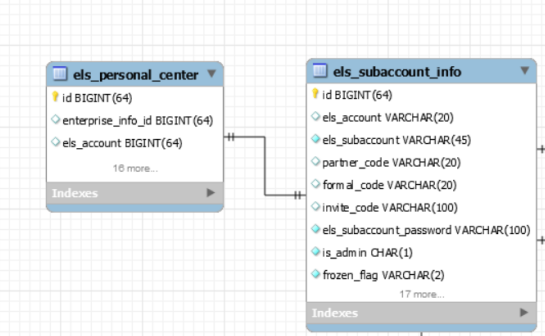 els_personal_center
id BIGINT(64)
enterprise_info_id BIGINT(64)
els_account BIGINT(64)
16 more...
Indexes
els_subaccount_info
id BIGINT(64)
els_account VARCHAR(20)
els_subaccount VARCHAR(45)
partner_code VARCHAR(20)
formal_code VARCHAR(20)
invite_code VARCHAR(100)
els_subaccount_password VARCHAR(100)
is_admin CHAR(1)
frozen_flag VARCHAR(2)
17 more...
Indexes